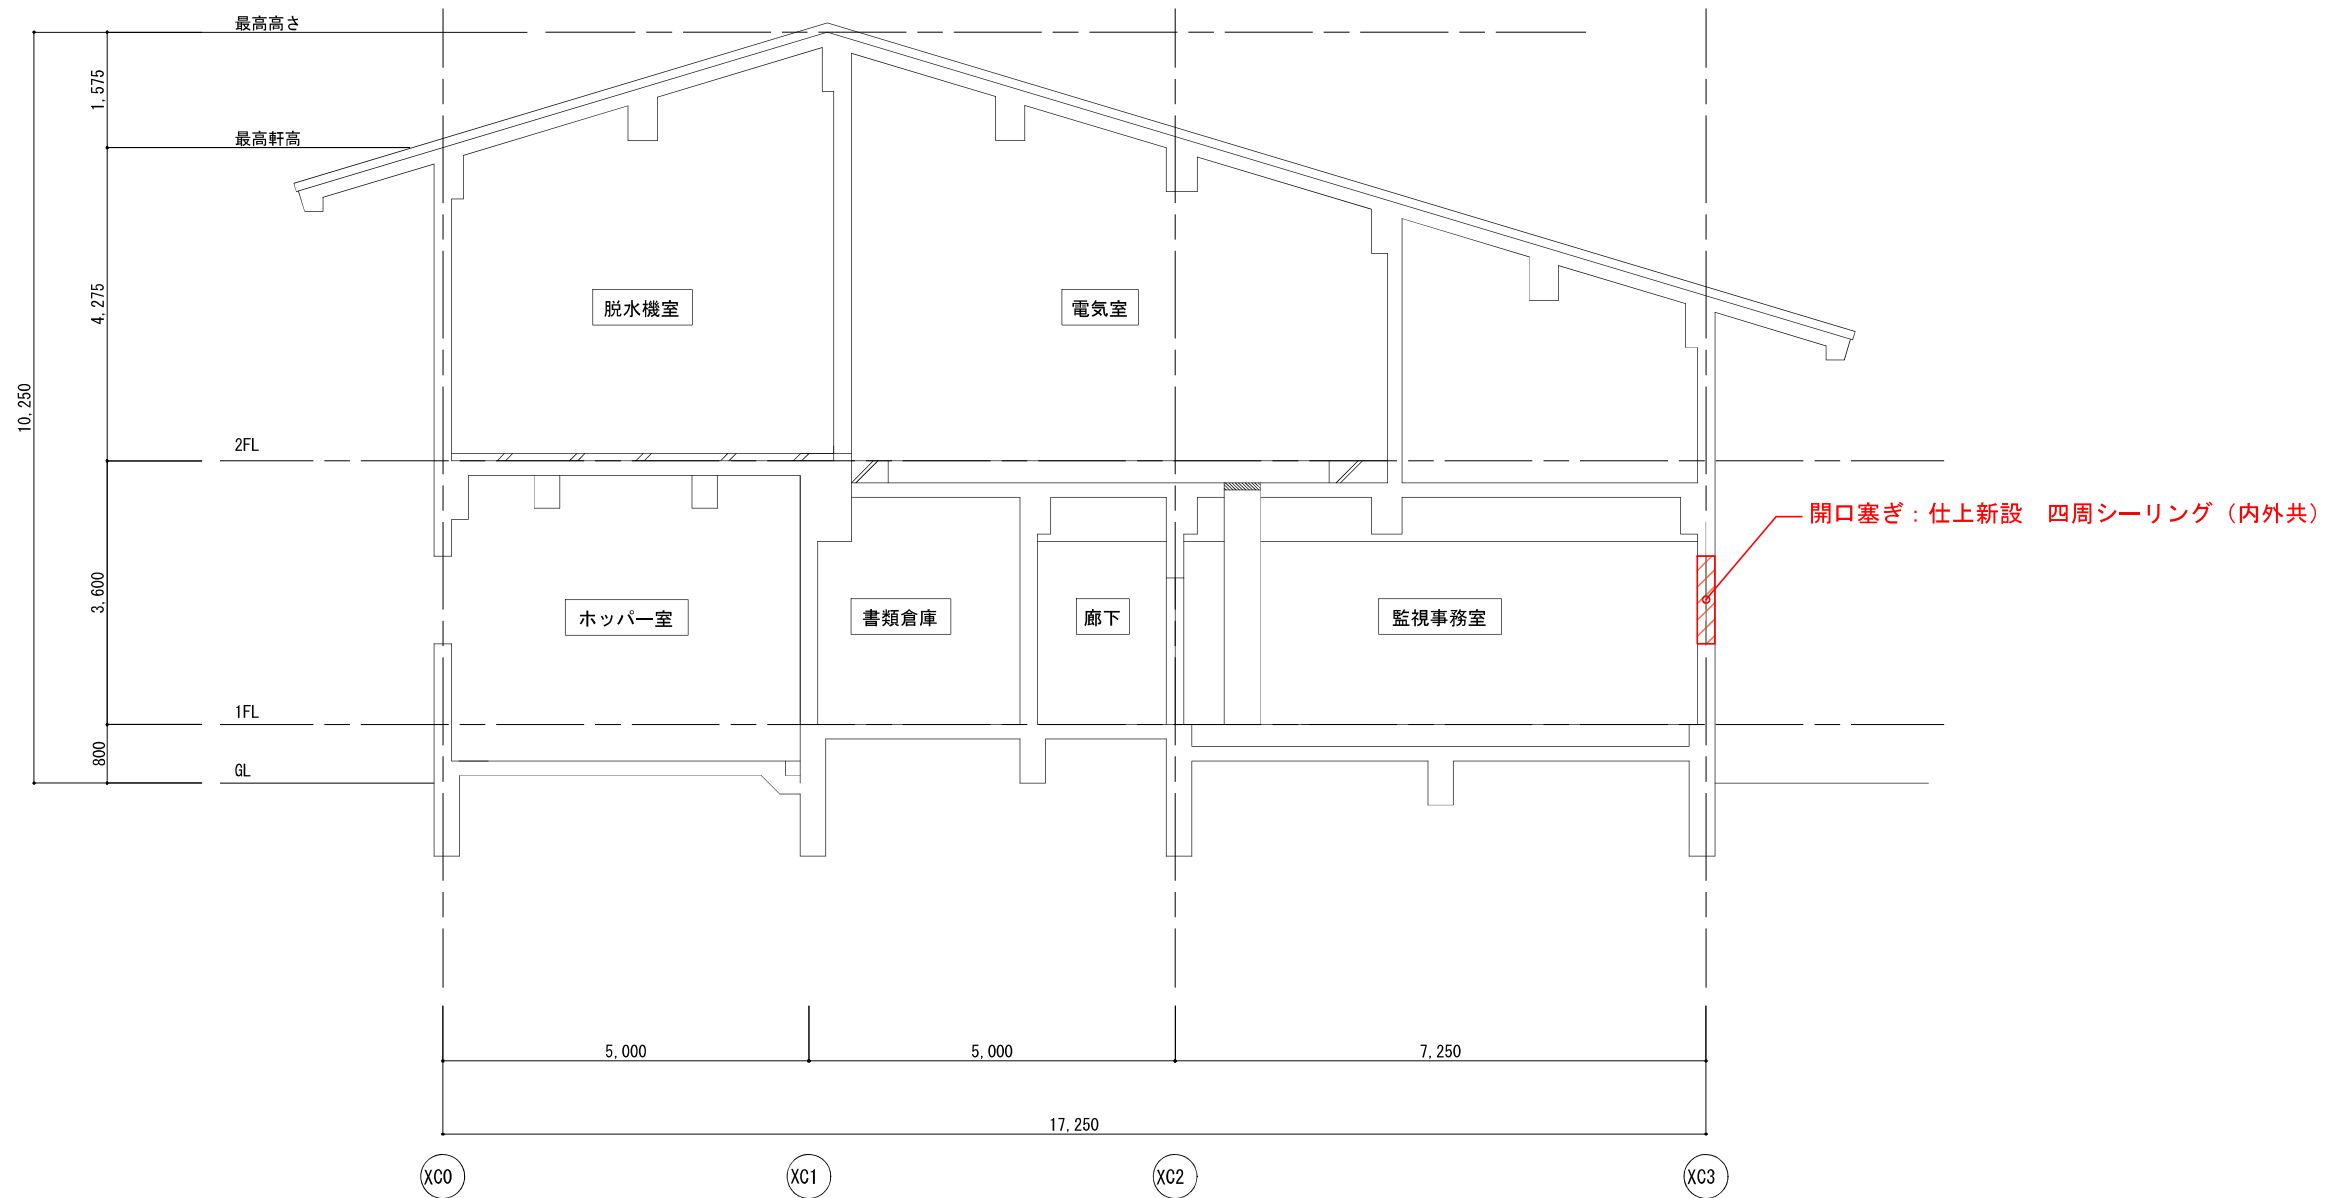 最高高さ
1,575
最高軒高
4,275
10,250
脱水機室
電気室
2FL
開口塞ぎ：仕上新設　四周シーリング（内外共）
3,600
ホッパー室
書類倉庫
廊下
監視事務室
1FL
800
GL
5,000
5,000
7,250
17,250
XC0
XC1
XC2
XC3